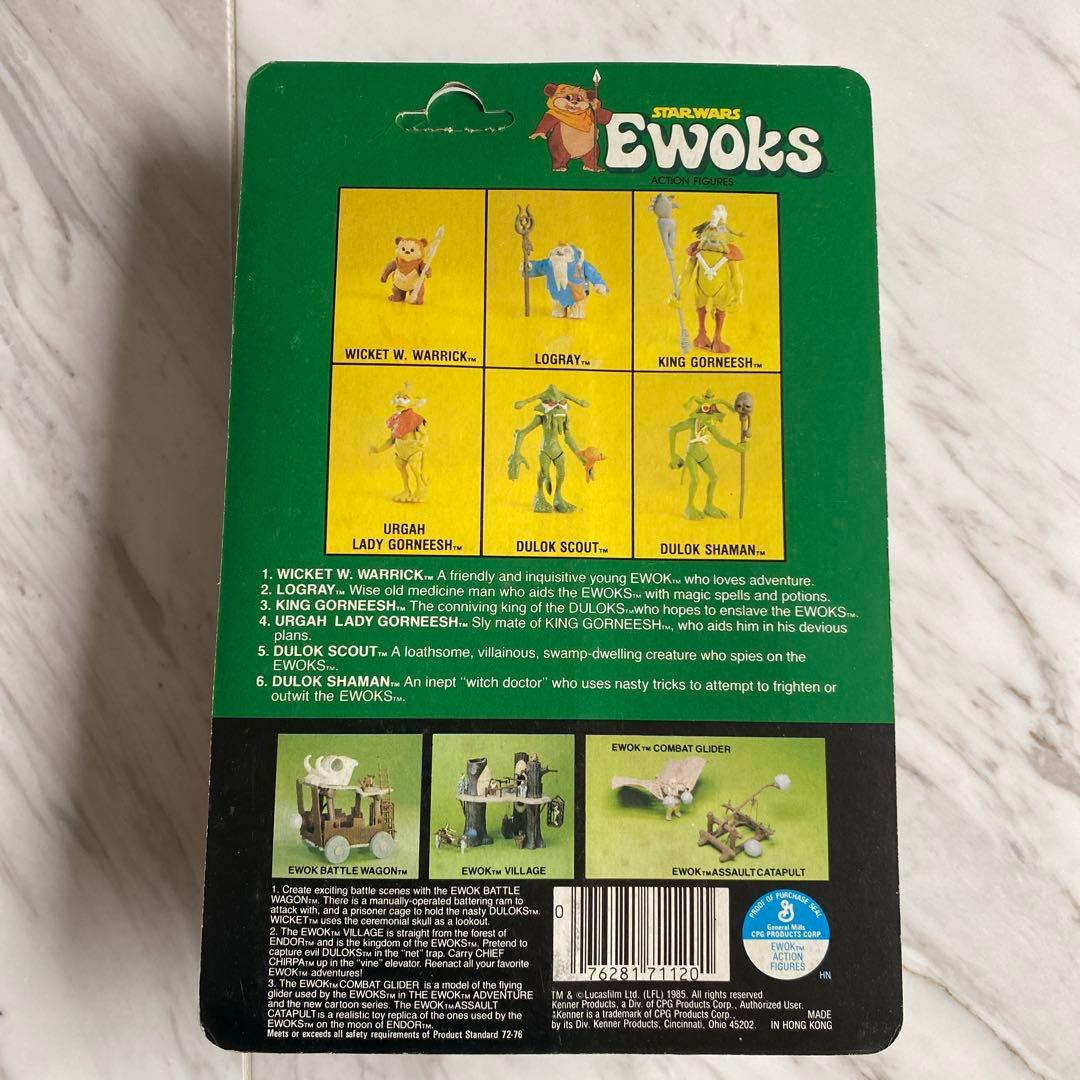 STAR WARS
Ewoks™
ACTION FIGURES
WICKET W. WARRICK™
LOGRAY™
KING GORNEESH™
URGAH
LADY GORNEESH™
DULOK SCOUT™
DULOK SHAMAN™
1. WICKET W. WARRICK™ A friendly and inquisitive young EWOK™ who loves adventure.
2. LOGRAY™ Wise old medicine man who aids the EWOKS™ with magic spells and potions.
3. KING GORNEESH™ The conniving king of the DULOKS™ who hopes to enslave the EWOKS™.
4. URGAH LADY GORNEESH™ Sly mate of KING GORNEESH™, who aids him in his devious
plans.
5. DULOK SCOUT™ A loathsome, villainous, swamp-dwelling creature who spies on the
EWOKS™.
6. DULOK SHAMAN™ An inept "witch doctor" who uses nasty tricks to attempt to frighten or
outwit the EWOKS™.
EWOK BATTLE WAGON™
EWOK™ VILLAGE
EWOK™ COMBAT GLIDER
EWOK™ ASSAULT CATAPULT
1. Create exciting battle scenes with the EWOK BATTLE
WAGON™. There is a manually-operated battering ram to
attack with, and a prisoner cage to hold the nasty DULOKS™.
WICKET™ uses the ceremonial skull as a lookout.
2. The EWOK™ VILLAGE is straight from the forest of
ENDOR™ and is the kingdom of the EWOKS™. Pretend to
capture evil DULOKS™ in the "net" trap. Carry CHIEF
CHIRPA™ up in the "vine" elevator. Reenact all your favorite
EWOK™ adventures!
3. The EWOK™ COMBAT GLIDER is a model of the flying
glider used by the EWOKS™ in THE EWOK™ ADVENTURE
and the new cartoon series. The EWOK™ ASSAULT
CATAPULT is a realistic toy replica of the ones used by the
EWOKS™ on the moon of ENDOR™.
Meets or exceeds all safety requirements of Product Standard 72-76
0
76281 71120
PROOF OF PURCHASE SEAL
G
General Mills
CPG PRODUCTS CORP.
EWOK™
ACTION
FIGURES
HN
TM & ©Lucasfilm Ltd. (LFL) 1985. All rights reserved.
Kenner Products, a Div. of CPG Products Corp., Authorized User.
‡Kenner is a trademark of CPG Products Corp.,
by its Div. Kenner Products, Cincinnati, Ohio 45202.
MADE
IN HONG KONG